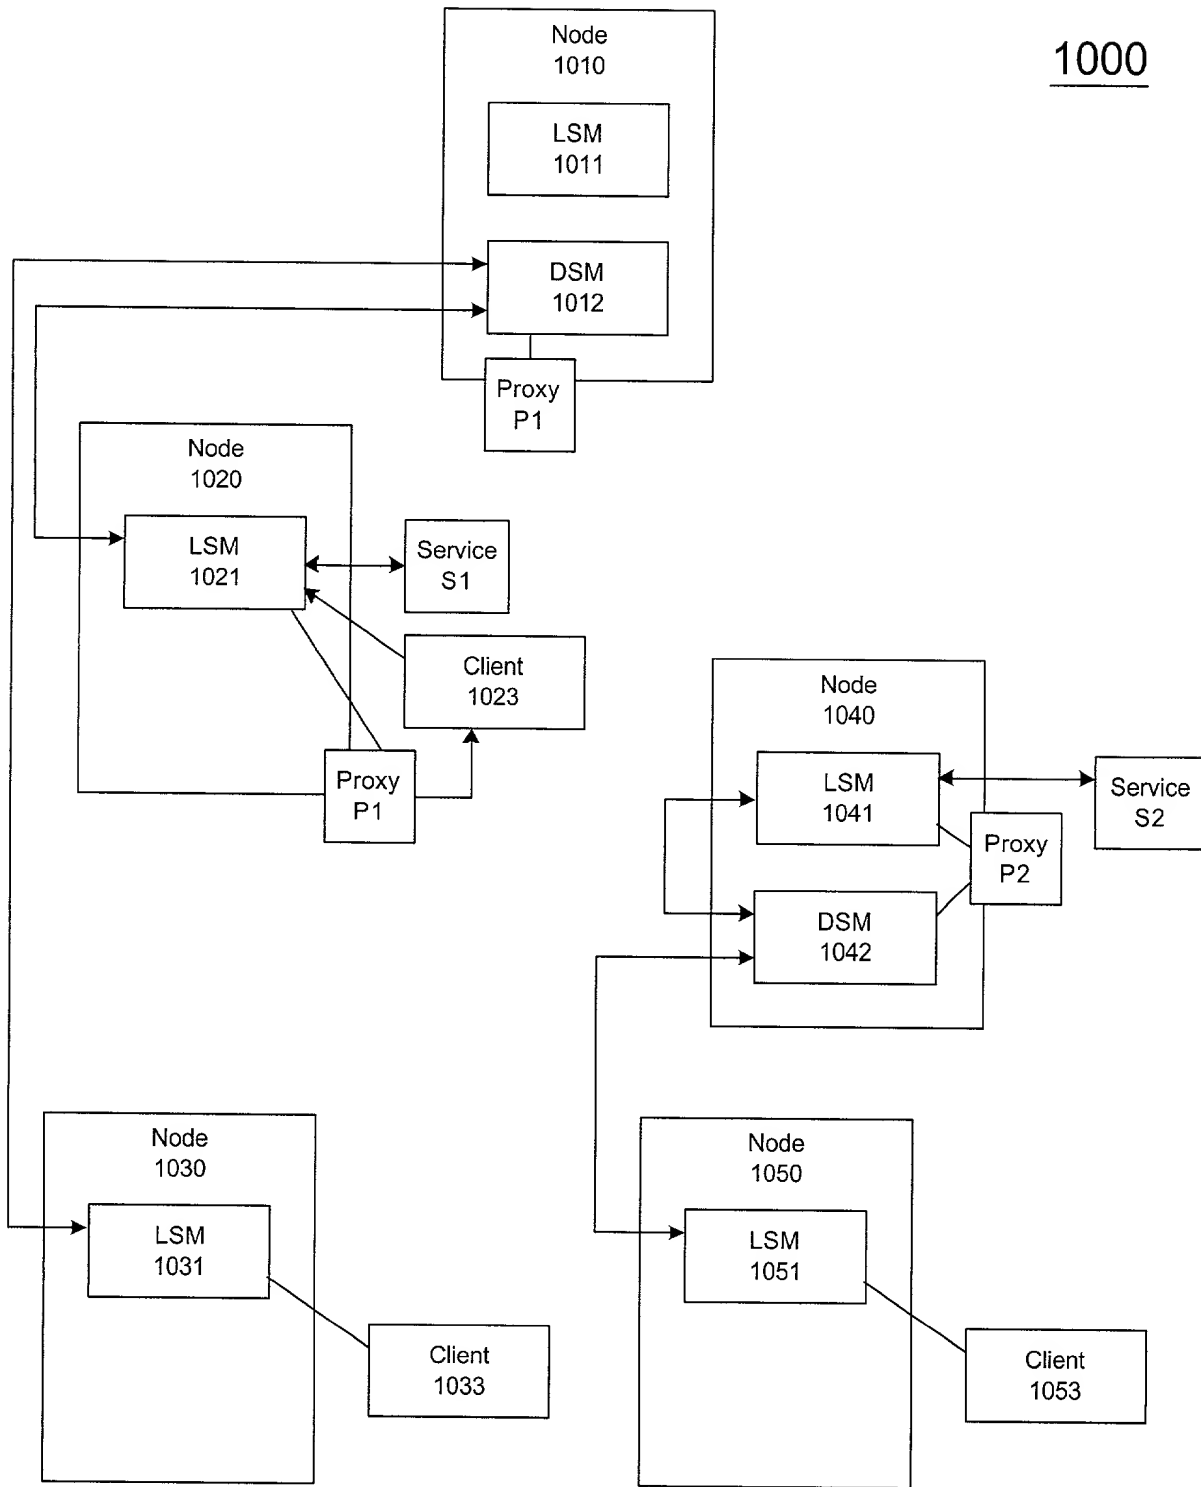 1000
Node
1010
LSM
1011
DSM
1012
Proxy
P1
Node
1020
LSM
1021
Service
S1
Client
1023
Proxy
P1
Node
1040
LSM
1041
Service
S2
Proxy
P2
DSM
1042
Node
1030
LSM
1031
Client
1033
Node
1050
LSM
1051
Client
1053